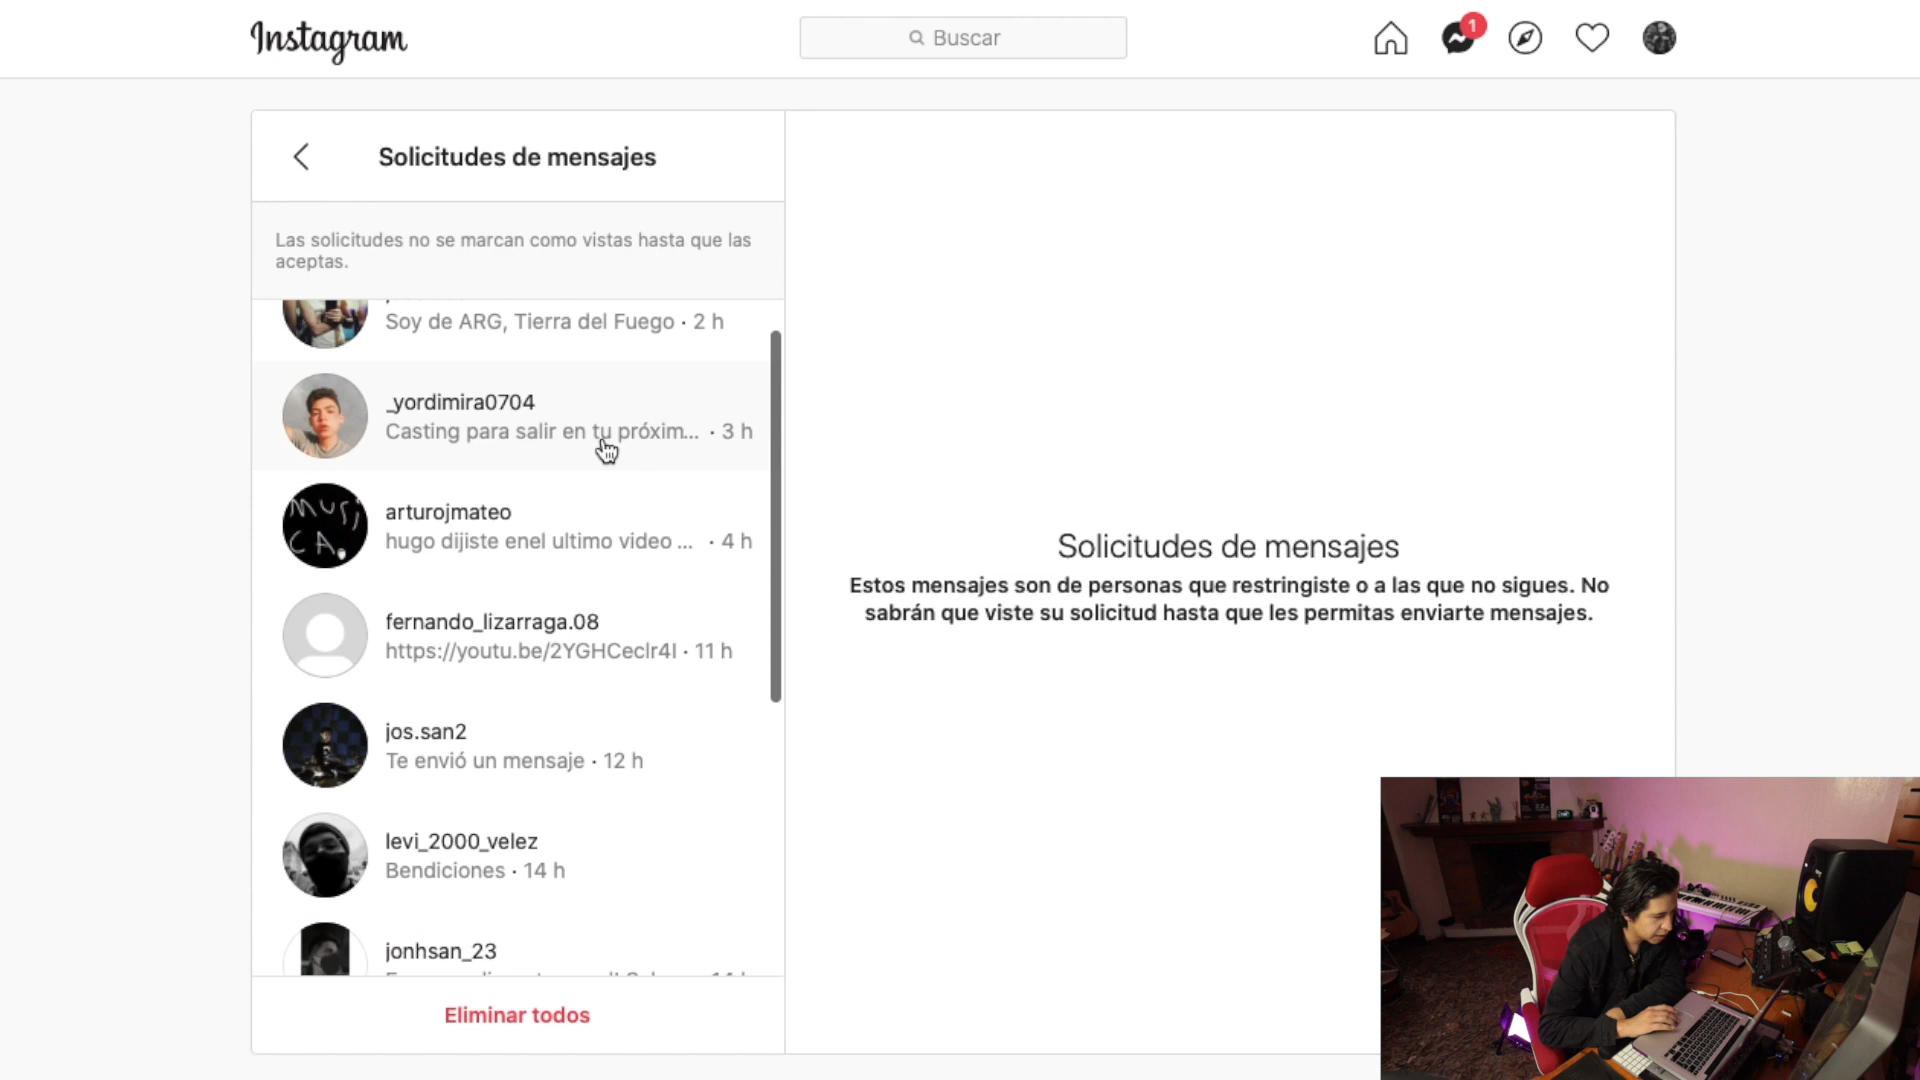 Instagram
Buscar
1
Solicitudes de mensajes
Las solicitudes no se marcan como vistas hasta que las
aceptas.
Soy de ARG, Tierra del Fuego · 2 h
_yordimira0704
Casting para salir en tu próxim... · 3 h
arturojmateo
hugo dijiste enel ultimo video ... · 4 h
fernando_lizarraga.08
https://youtu.be/2YGHCeclr4I · 11 h
jos.san2
Te envió un mensaje · 12 h
levi_2000_velez
Bendiciones · 14 h
jonhsan_23
Eliminar todos
Solicitudes de mensajes
Estos mensajes son de personas que restringiste o a las que no sigues. No
sabrán que viste su solicitud hasta que les permitas enviarte mensajes.
MUSI
CA.